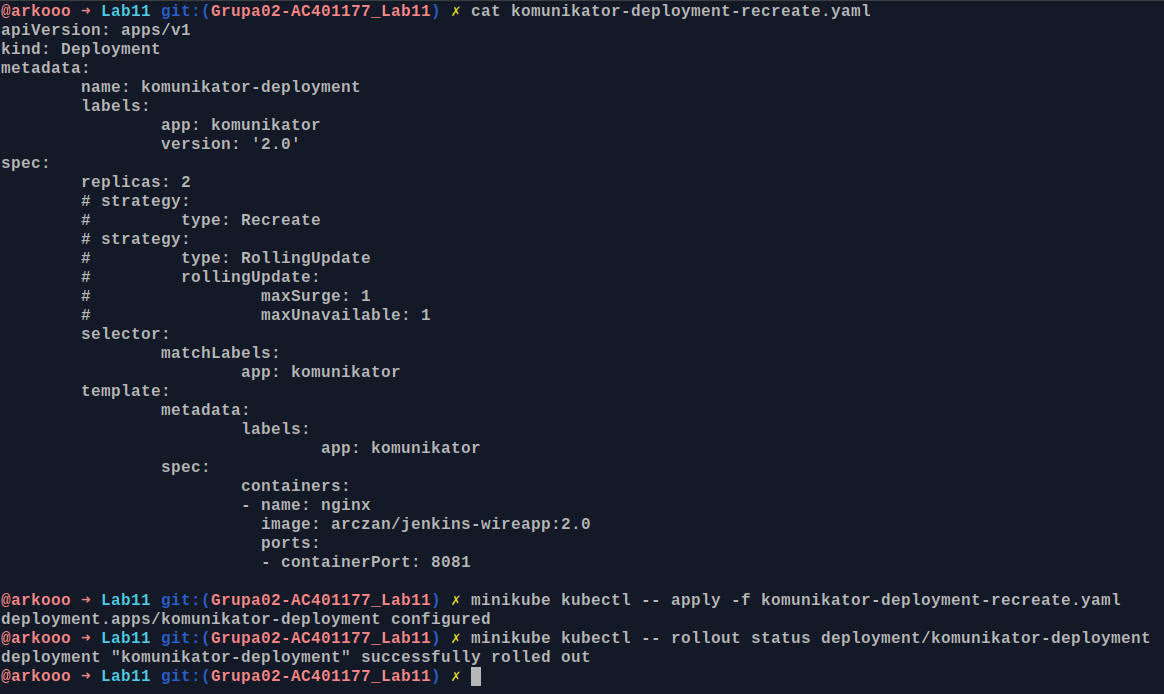 @arkooo → Lab11 git:(Grupa02-AC401177_Lab11) ✗ cat komunikator-deployment-recreate.yaml
apiVersion: apps/v1
kind: Deployment
metadata:
        name: komunikator-deployment
        labels:
                app: komunikator
                version: '2.0'
spec:
        replicas: 2
        # strategy:
        #         type: Recreate
        # strategy:
        #         type: RollingUpdate
        #         rollingUpdate:
        #                 maxSurge: 1
        #                 maxUnavailable: 1
        selector:
                matchLabels:
                        app: komunikator
        template:
                metadata:
                        labels:
                                app: komunikator
                spec:
                        containers:
                        - name: nginx
                          image: arczan/jenkins-wireapp:2.0
                          ports:
                          - containerPort: 8081
@arkooo → Lab11 git:(Grupa02-AC401177_Lab11) ✗ minikube kubectl -- apply -f komunikator-deployment-recreate.yaml
deployment.apps/komunikator-deployment configured
@arkooo → Lab11 git:(Grupa02-AC401177_Lab11) ✗ minikube kubectl -- rollout status deployment/komunikator-deployment
deployment "komunikator-deployment" successfully rolled out
@arkooo → Lab11 git:(Grupa02-AC401177_Lab11) ✗